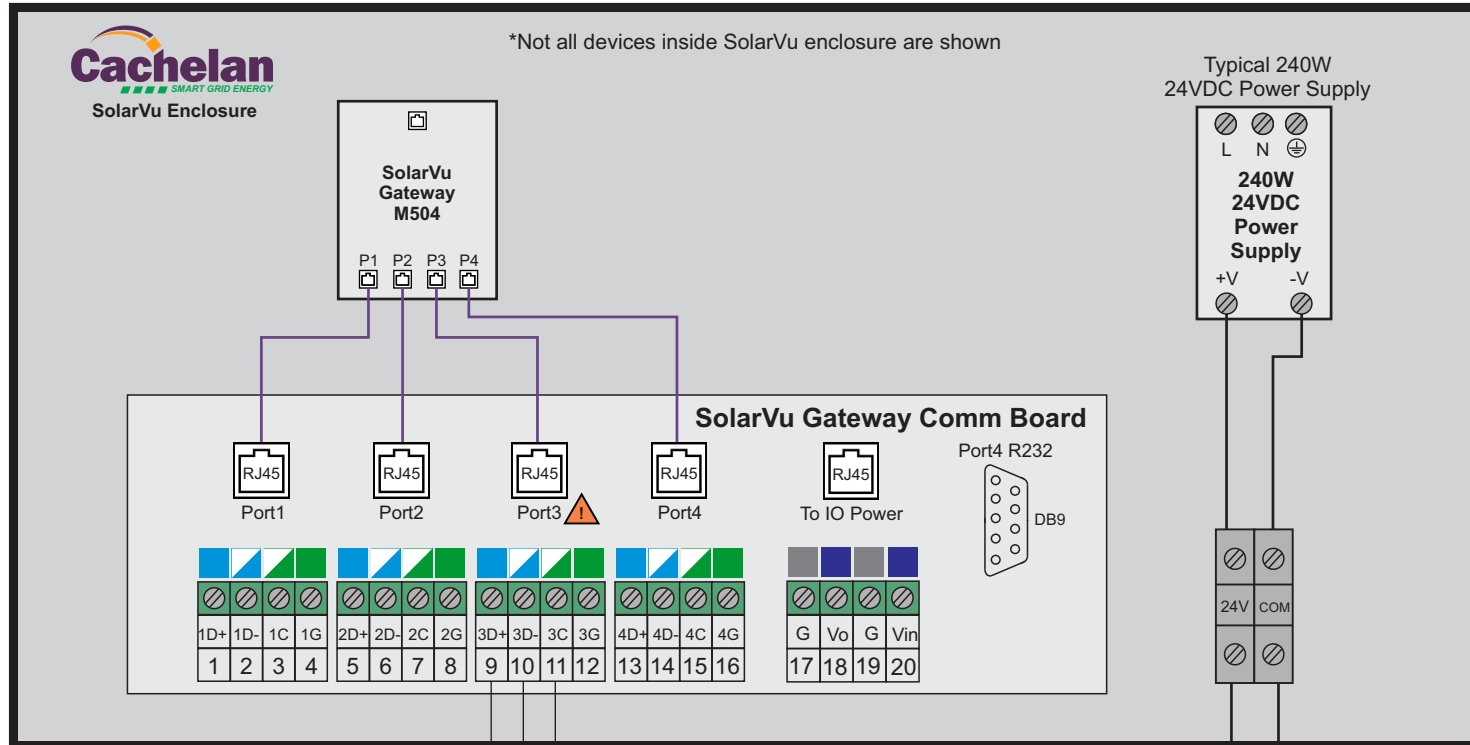 *Not all devices inside SolarVu enclosure are shown
Cachelan
SMART GRID ENERGY
SolarVu Enclosure
Typical 240W
24VDC Power Supply
L N
240W
24VDC
Power
Supply
+V -V
SolarVu
Gateway
M504
P1 P2 P3 P4
SolarVu Gateway Comm Board
Port4 R232
RJ45 RJ45 RJ45 RJ45 RJ45
Port1 Port2 Port3 ! Port4 To IO Power
DB9
1D+ 1D- 1C 1G 2D+ 2D- 2C 2G 3D+ 3D- 3C 3G 4D+ 4D- 4C 4G G Vo G Vin
1 2 3 4 5 6 7 8 9 10 11 12 13 14 15 16 17 18 19 20
24V COM